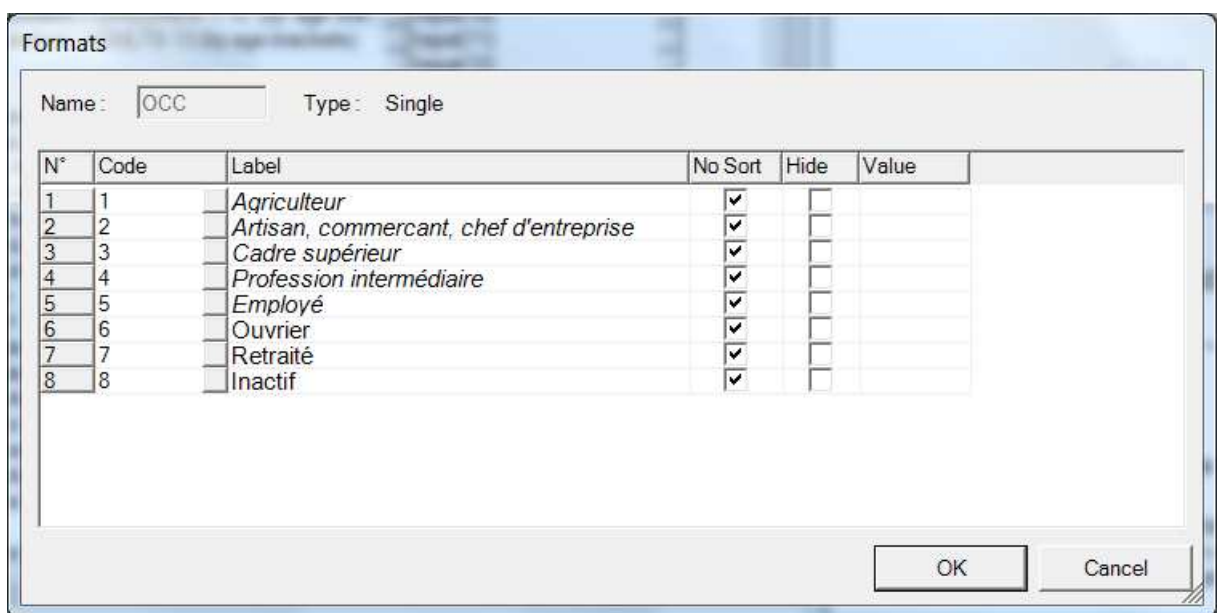 Formats
Name : OCC Type : Single
N° Code Label No Sort Hide Value
1 1 Agriculteur
2 2 Artisan, commercant, chef d'entreprise
3 3 Cadre supérieur
4 4 Profession intermédiaire
5 5 Employé
6 6 Ouvrier
7 7 Retraité
8 8 Inactif
OK Cancel